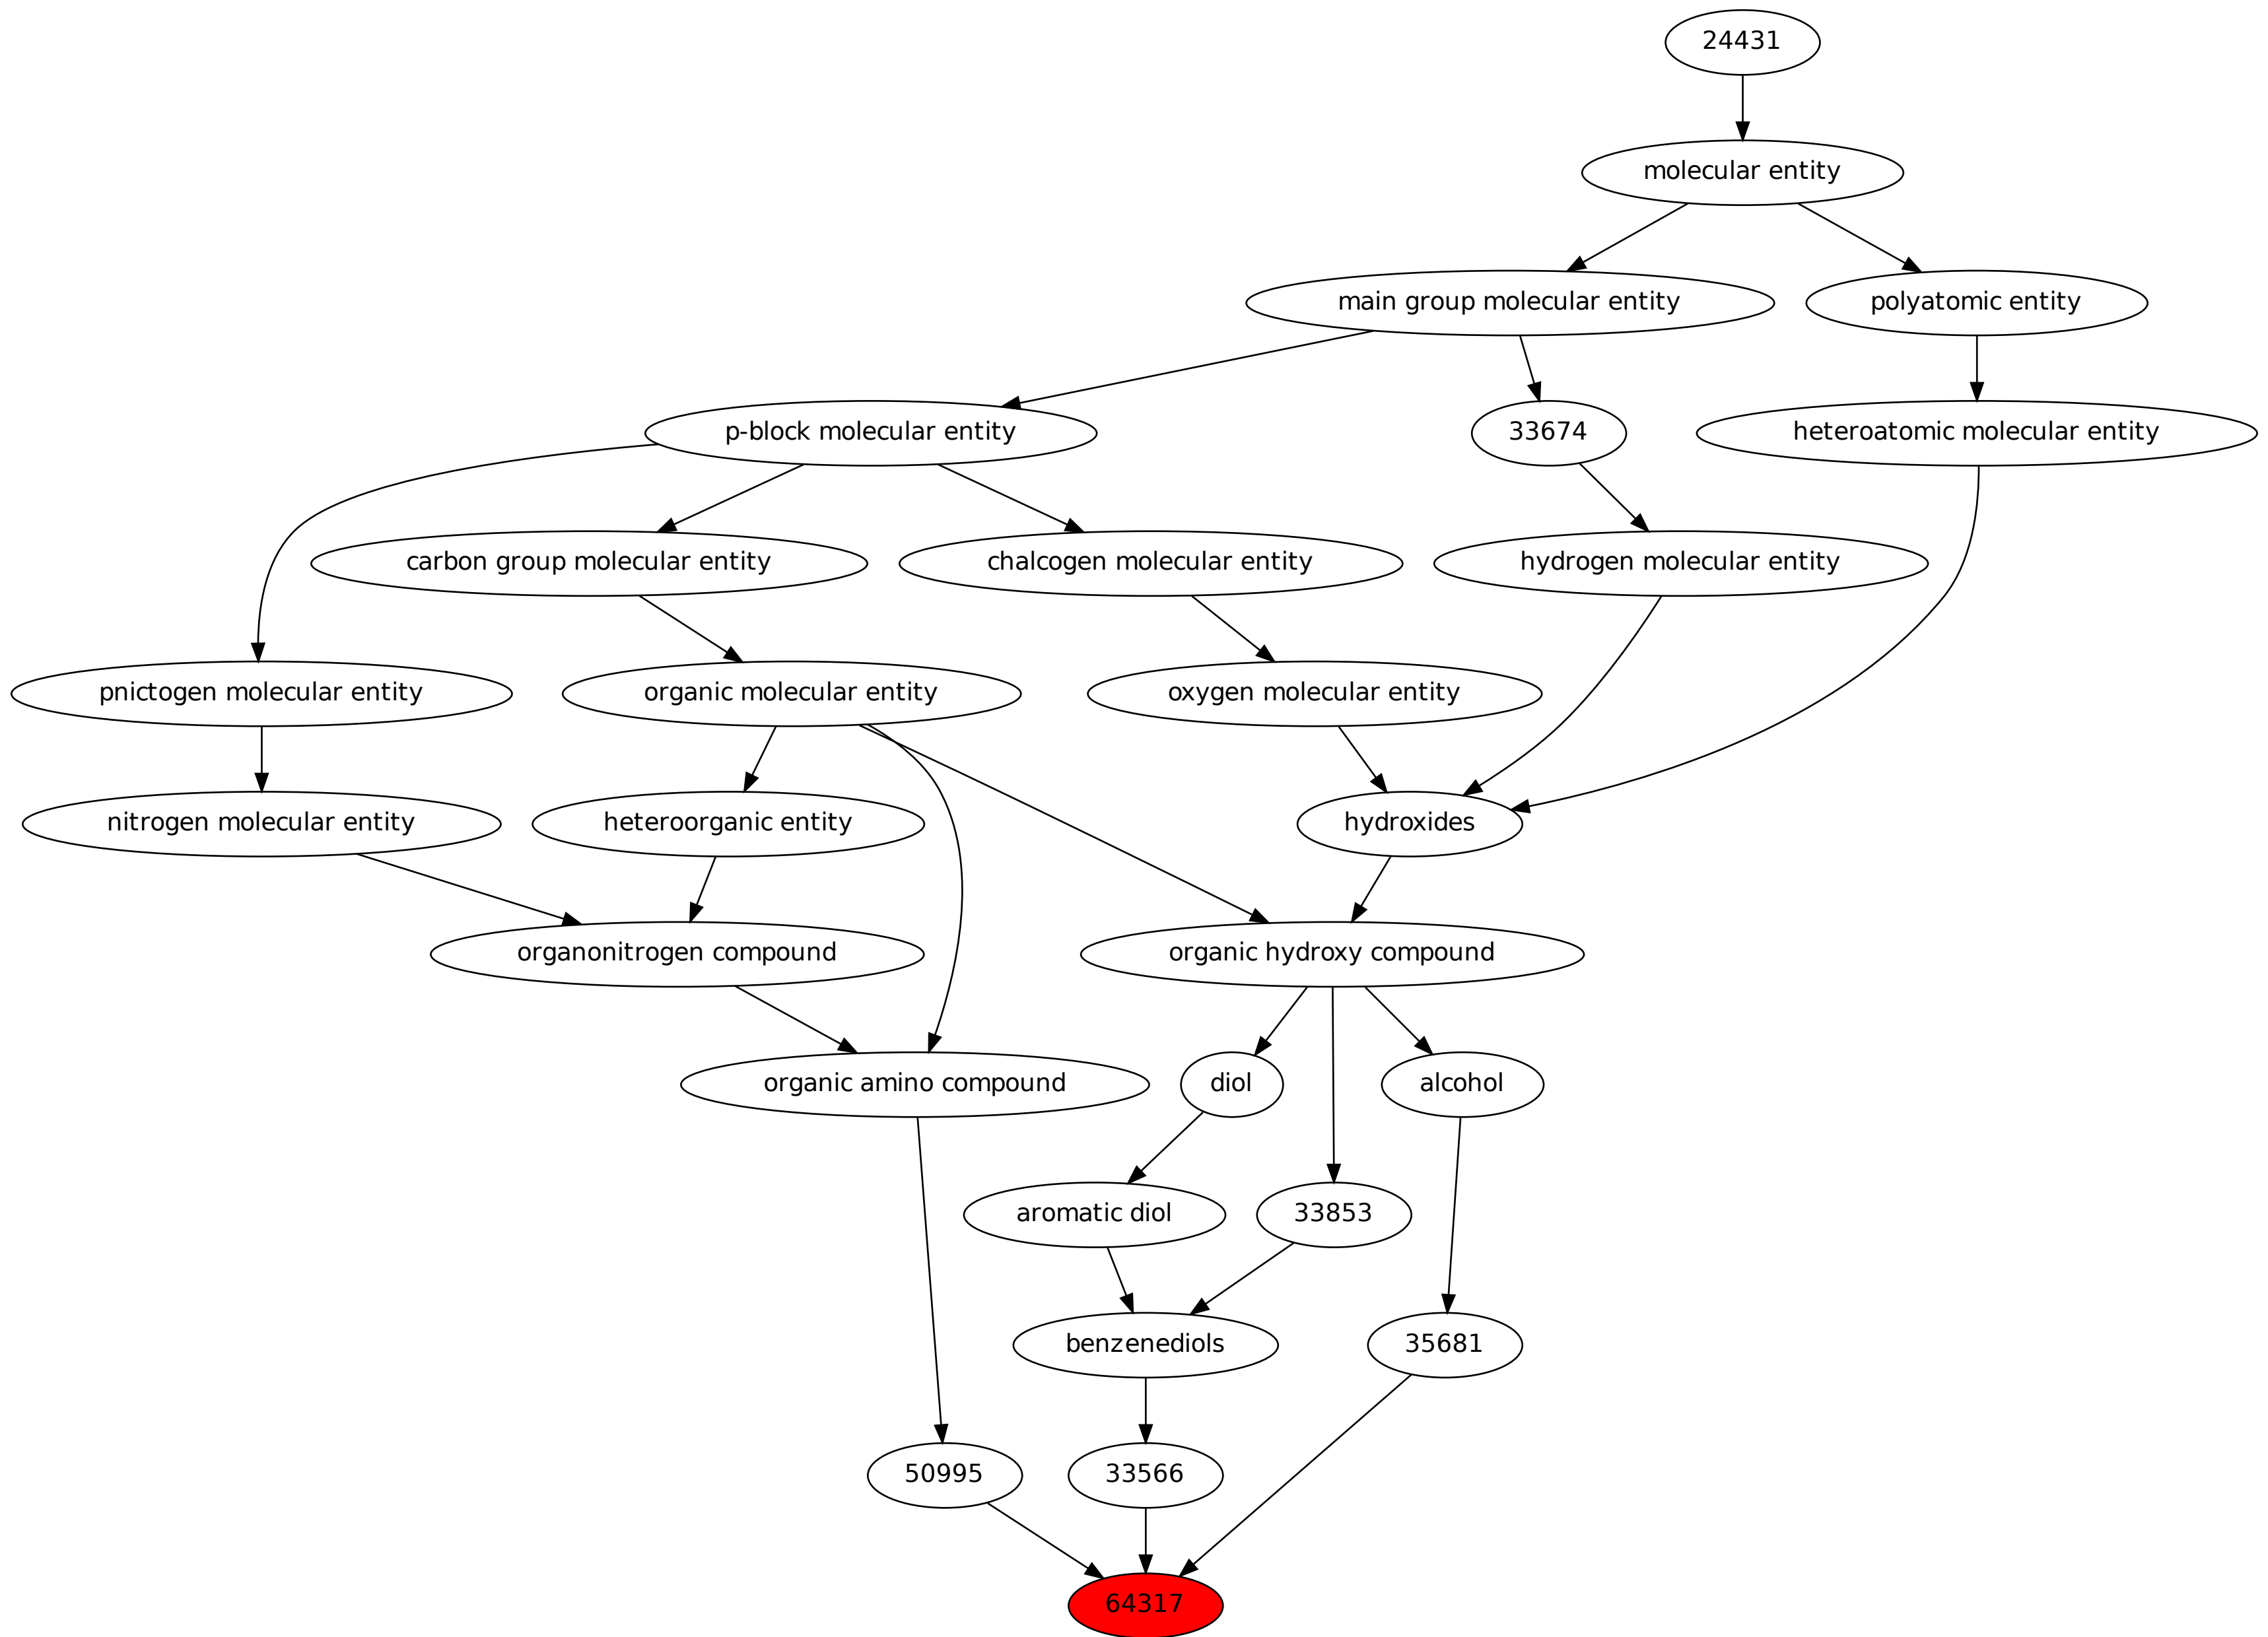 24431
molecular entity
main group molecular entity
polyatomic entity
p-block molecular entity
33674
heteroatomic molecular entity
carbon group molecular entity
chalcogen molecular entity
hydrogen molecular entity
pnictogen molecular entity
organic molecular entity
oxygen molecular entity
nitrogen molecular entity
heteroorganic entity
hydroxides
organonitrogen compound
organic hydroxy compound
organic amino compound
diol
alcohol
aromatic diol
33853
benzenediols
35681
50995
33566
64317